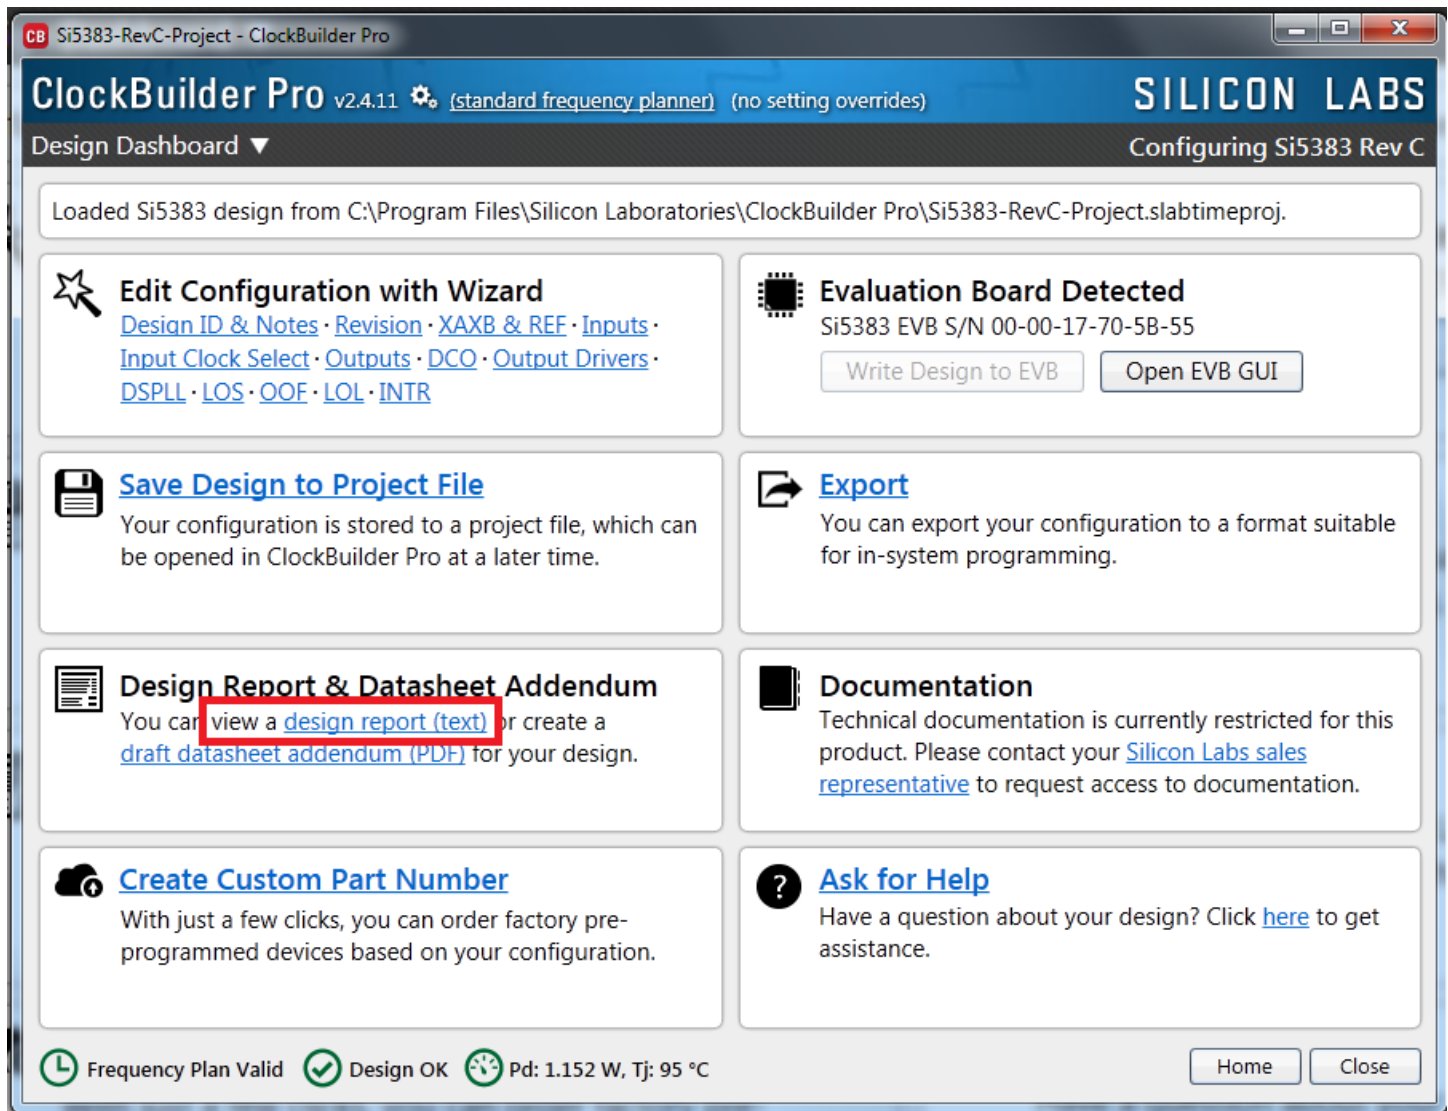 CB Si5383-RevC-Project - ClockBuilder Pro
ClockBuilder Pro v2.4.11 (standard frequency planner) (no setting overrides) SILICON LABS
Design Dashboard ▼ Configuring Si5383 Rev C
Loaded Si5383 design from C:\Program Files\Silicon Laboratories\ClockBuilder Pro\Si5383-RevC-Project.slabtimeproj.
Edit Configuration with Wizard
Design ID & Notes · Revision · XAXB & REF · Inputs ·
Input Clock Select · Outputs · DCO · Output Drivers ·
DSPLL · LOS · OOF · LOL · INTR
Evaluation Board Detected
Si5383 EVB S/N 00-00-17-70-5B-55
Write Design to EVB Open EVB GUI
Save Design to Project File
Your configuration is stored to a project file, which can
be opened in ClockBuilder Pro at a later time.
Export
You can export your configuration to a format suitable
for in-system programming.
Design Report & Datasheet Addendum
You can view a design report (text) or create a
draft datasheet addendum (PDF) for your design.
Documentation
Technical documentation is currently restricted for this
product. Please contact your Silicon Labs sales
representative to request access to documentation.
Create Custom Part Number
With just a few clicks, you can order factory pre-
programmed devices based on your configuration.
Ask for Help
Have a question about your design? Click here to get
assistance.
Frequency Plan Valid Design OK Pd: 1.152 W, Tj: 95 °C Home Close